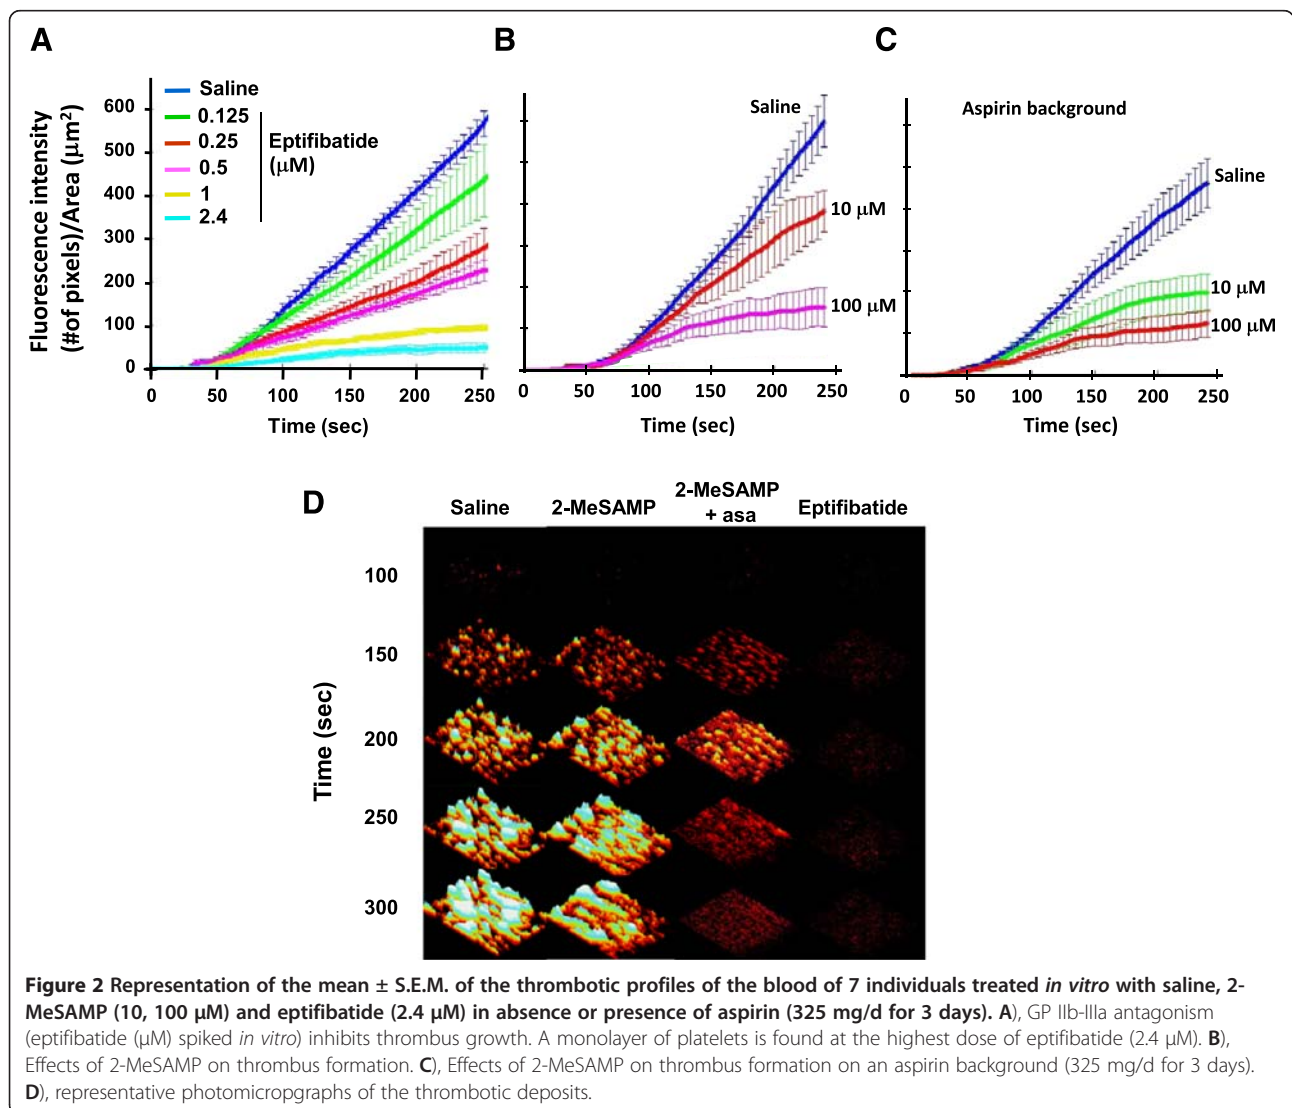 A
B
C
Fluorescence intensity
(#of pixels)/Area (μm²)
600
500
400
300
200
100
0
Saline
0.125
0.25
0.5
1
2.4
Eptifibatide
(μM)
0 50 100 150 200 250
Time (sec)
Saline
10 μM
100 μM
0 50 100 150 200 250
Time (sec)
Aspirin background
Saline
10 μM
100 μM
0 50 100 150 200 250
Time (sec)
D
Saline
2-MeSAMP
2-MeSAMP
+ asa
Eptifibatide
Time (sec)
100
150
200
250
300
Figure 2 Representation of the mean ± S.E.M. of the thrombotic profiles of the blood of 7 individuals treated in vitro with saline, 2-
MeSAMP (10, 100 μM) and eptifibatide (2.4 μM) in absence or presence of aspirin (325 mg/d for 3 days). A), GP IIb-IIIa antagonism
(eptifibatide (μM) spiked in vitro) inhibits thrombus growth. A monolayer of platelets is found at the highest dose of eptifibatide (2.4 μM). B),
Effects of 2-MeSAMP on thrombus formation. C), Effects of 2-MeSAMP on thrombus formation on an aspirin background (325 mg/d for 3 days).
D), representative photomicropgraphs of the thrombotic deposits.